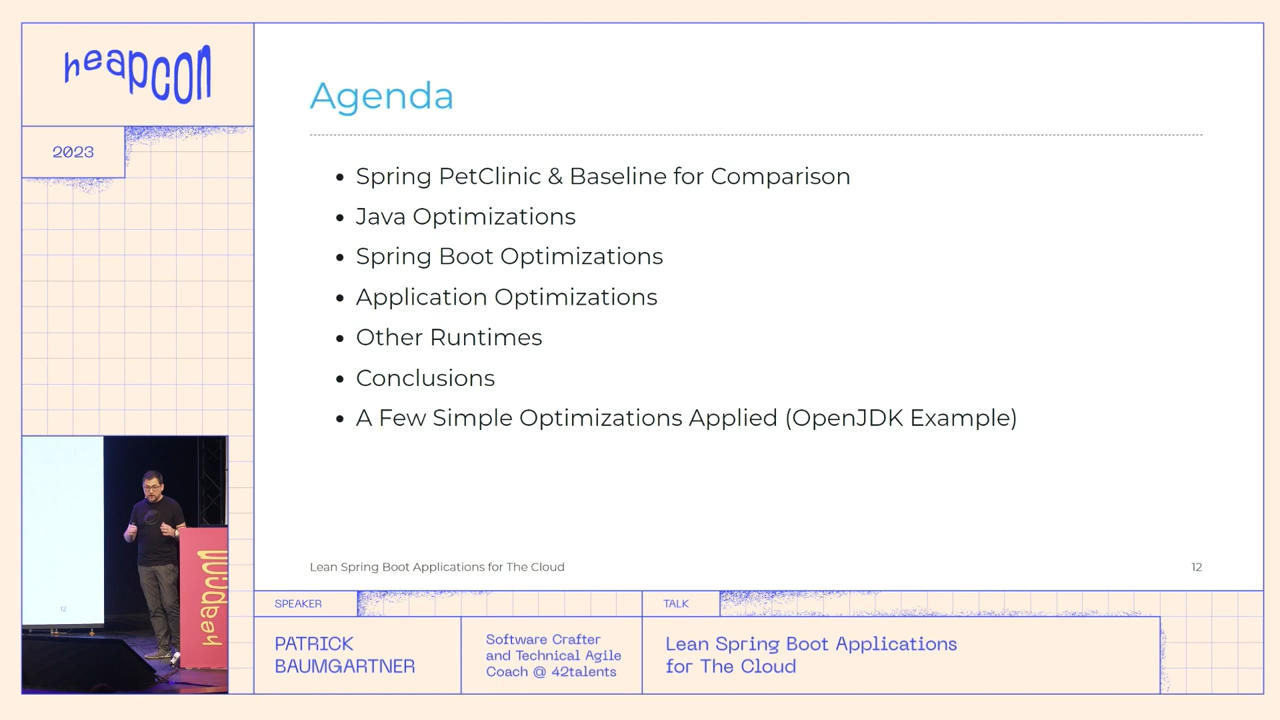 heapcon
2023
Agenda
• Spring PetClinic & Baseline for Comparison
• Java Optimizations
• Spring Boot Optimizations
• Application Optimizations
• Other Runtimes
• Conclusions
• A Few Simple Optimizations Applied (OpenJDK Example)
Lean Spring Boot Applications for The Cloud
12
12
heapcon
SPEAKER
PATRICK
BAUMGARTNER
Software Crafter
and Technical Agile
Coach @ 42talents
TALK
Lean Spring Boot Applications
for The Cloud